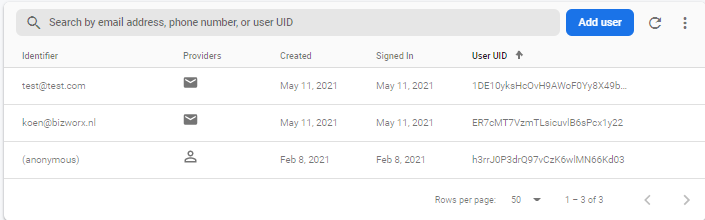 Search by email address, phone number, or user UID Add user
Identifier Providers Created Signed In User UID
test@test.com May 11, 2021 May 11, 2021 1DE10yksHcOvH9AWoF0Yy8X49b...
koen@bizworx.nl May 11, 2021 May 11, 2021 ER7cMT7VzmTLsicuvlB6sPcx1y22
(anonymous) Feb 8, 2021 Feb 8, 2021 h3rrJ0P3drQ97vCzK6wlMN66Kd03
Rows per page: 50 1 – 3 of 3